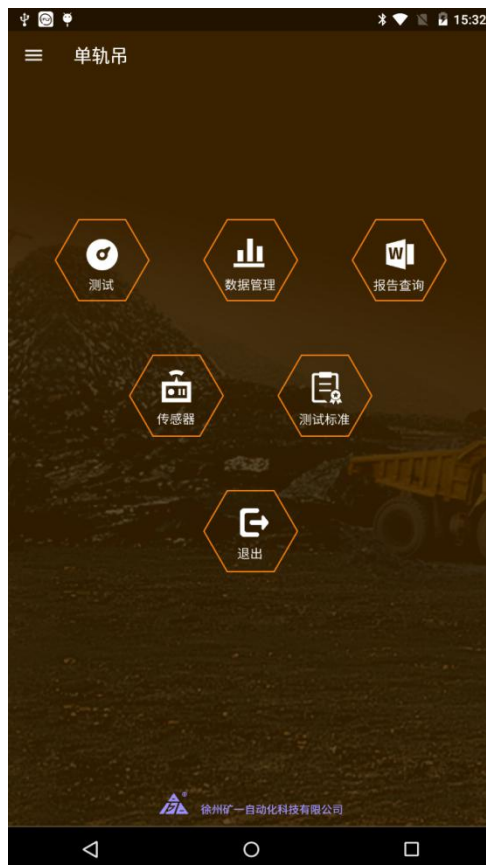 15:32
单轨吊
测试
数据管理
W
报告查询
传感器
测试标准
退出
®
徐州矿一自动化科技有限公司